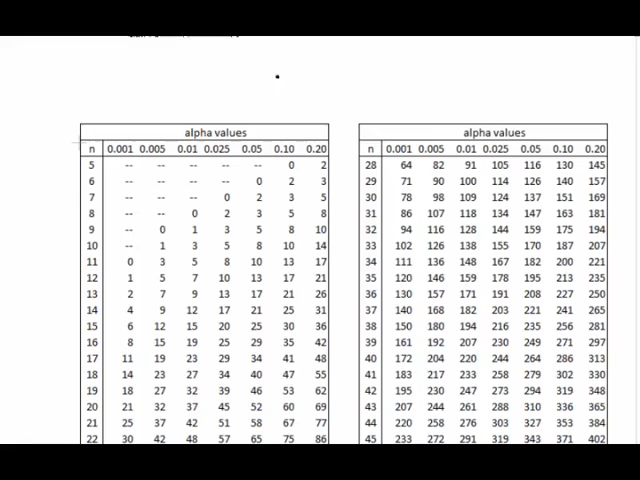 alpha values
n 0.001 0.005 0.01 0.025 0.05 0.10 0.20
5 -- -- -- -- -- 0 2
6 -- -- -- -- 0 2 3
7 -- -- -- 0 2 3 5
8 -- -- 0 2 3 5 8
9 -- 0 1 3 5 8 10
10 -- 1 3 5 8 10 14
11 0 3 5 8 10 13 17
12 1 5 7 10 13 17 21
13 2 7 9 13 17 21 26
14 4 9 12 17 21 25 31
15 6 12 15 20 25 30 36
16 8 15 19 25 29 35 42
17 11 19 23 29 34 41 48
18 14 23 27 34 40 47 55
19 18 27 32 39 46 53 62
20 21 32 37 45 52 60 69
21 25 37 42 51 58 67 77
22 30 42 48 57 65 75 86
alpha values
n 0.001 0.005 0.01 0.025 0.05 0.10 0.20
28 64 82 91 105 116 130 145
29 71 90 100 114 126 140 157
30 78 98 109 124 137 151 169
31 86 107 118 134 147 163 181
32 94 116 128 144 159 175 194
33 102 126 138 155 170 187 207
34 111 136 148 167 182 200 221
35 120 146 159 178 195 213 235
36 130 157 171 191 208 227 250
37 140 168 182 203 221 241 265
38 150 180 194 216 235 256 281
39 161 192 207 230 249 271 297
40 172 204 220 244 264 286 313
41 183 217 233 258 279 302 330
42 195 230 247 273 294 319 348
43 207 244 261 288 310 336 365
44 220 258 276 303 327 353 384
45 233 272 291 319 343 371 402